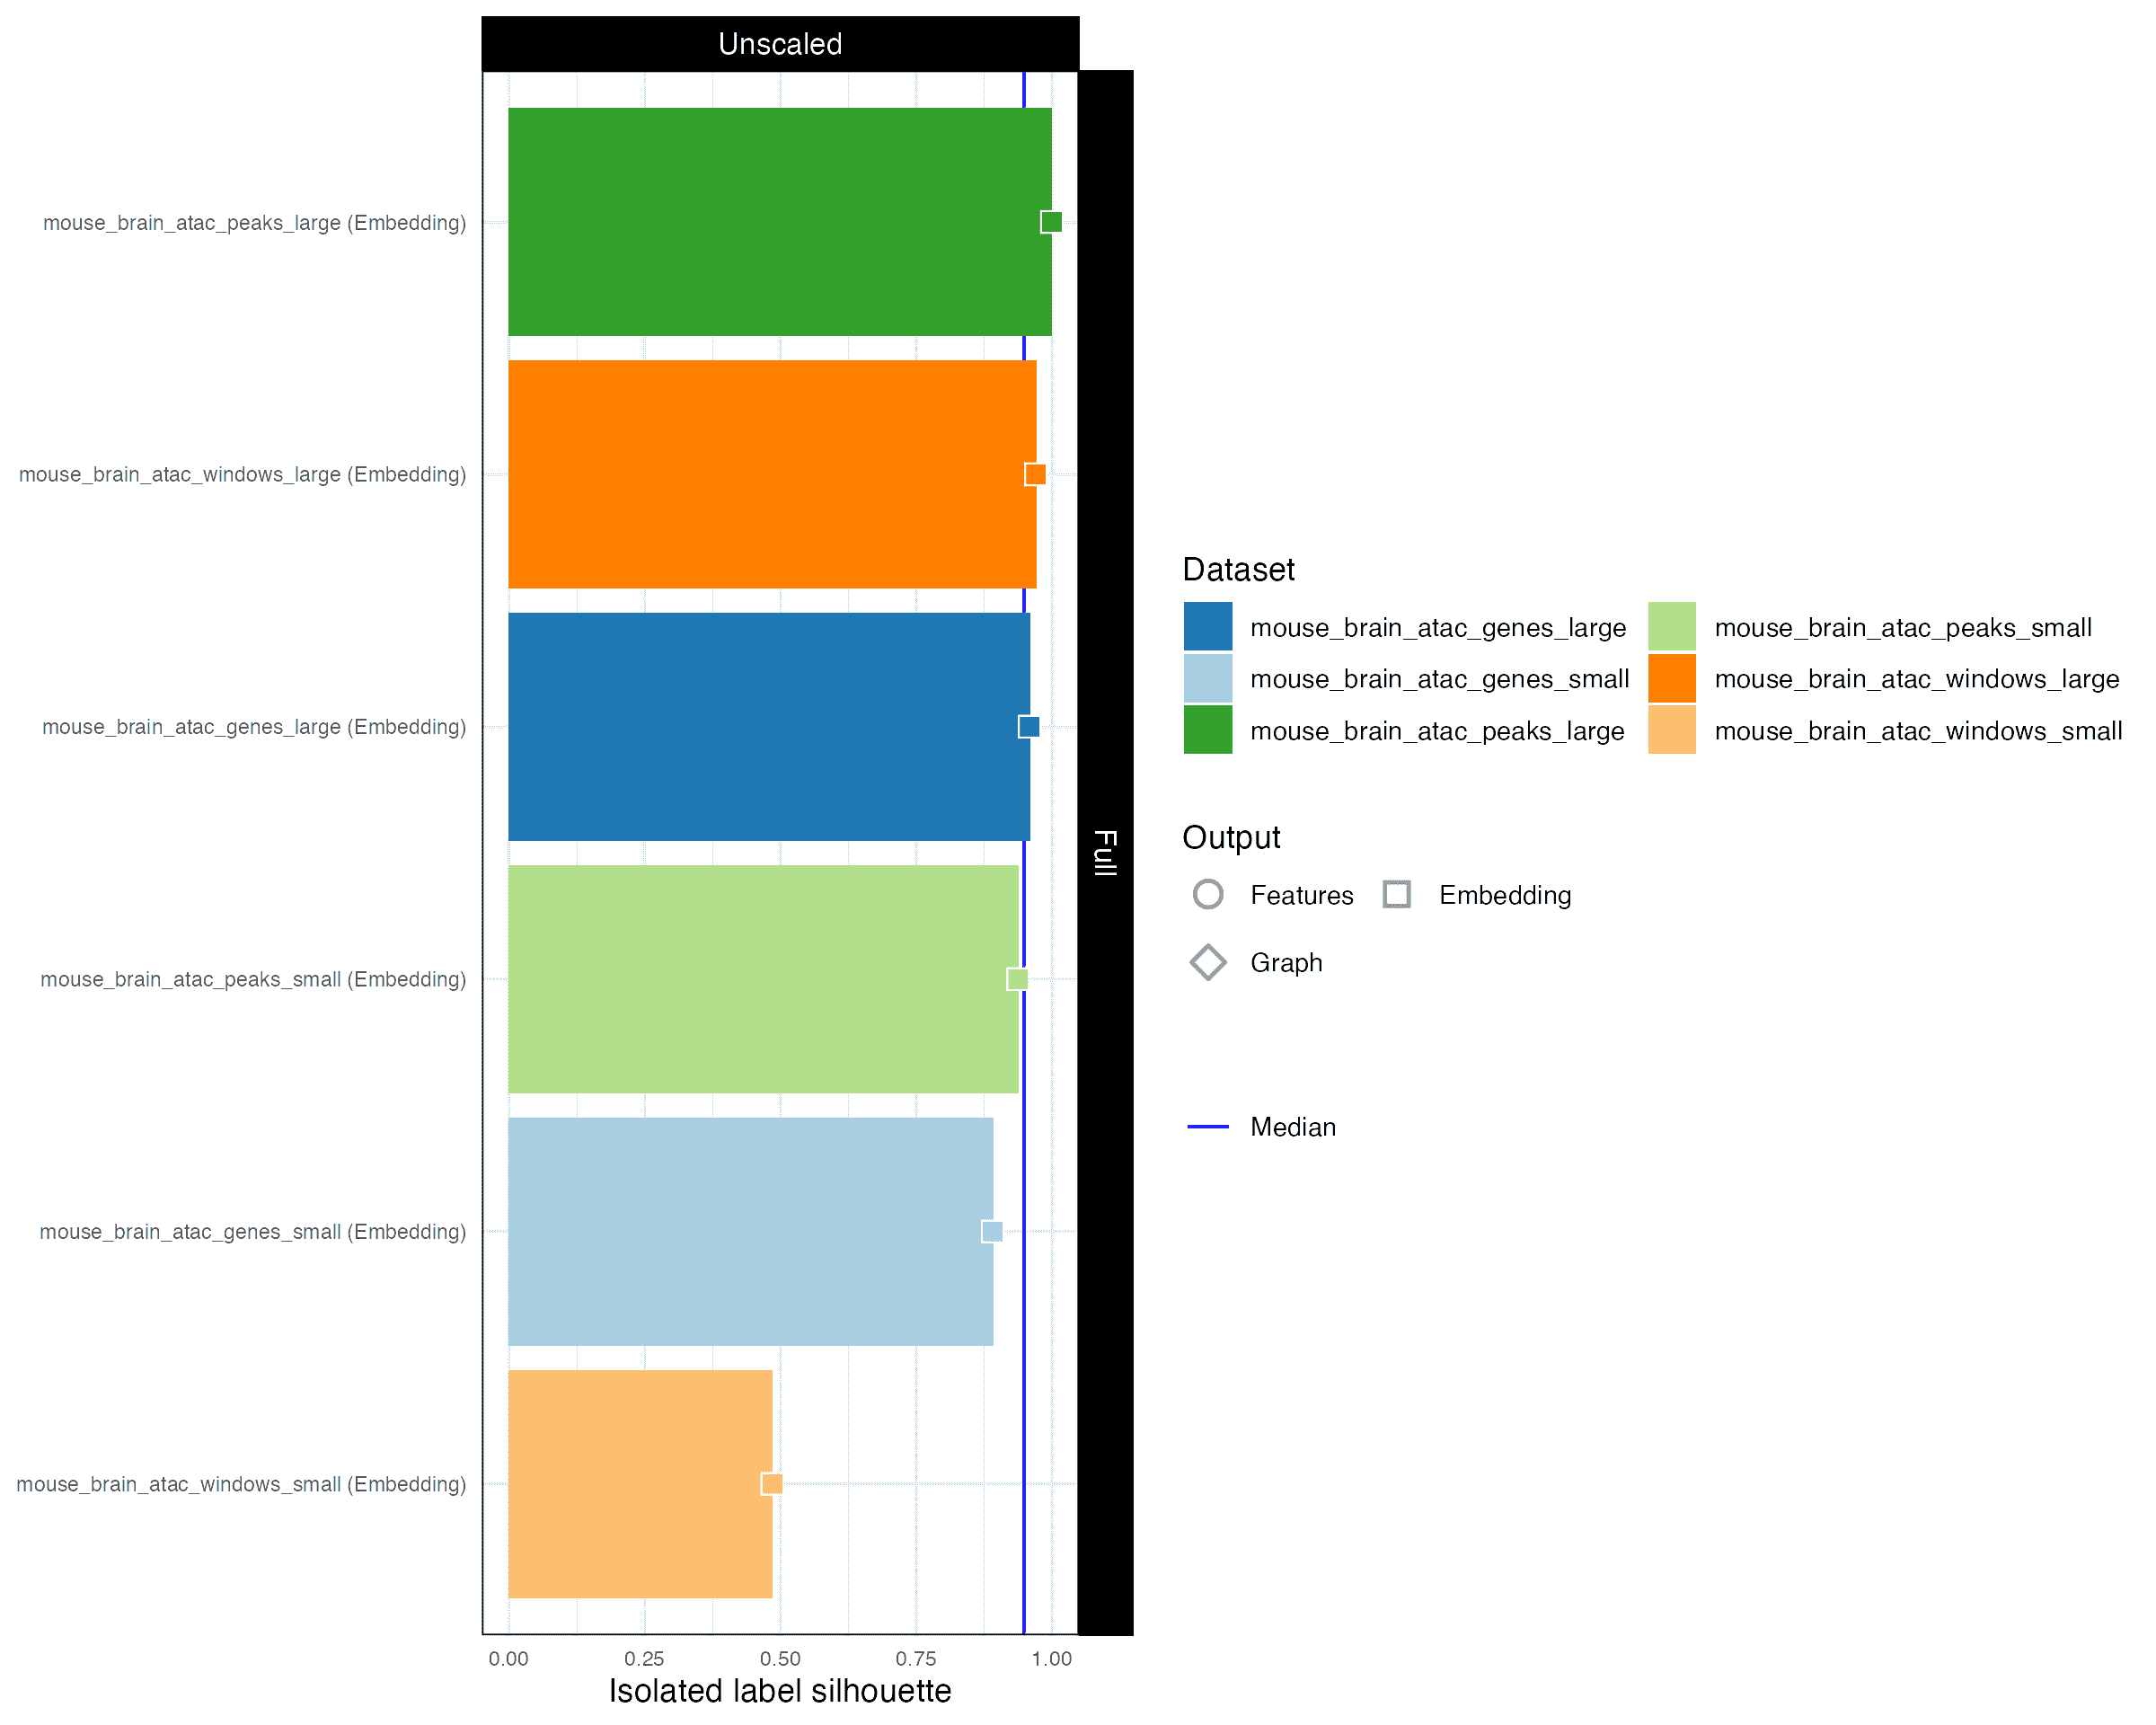 Unscaled
Full
mouse_brain_atac_peaks_large (Embedding)
mouse_brain_atac_windows_large (Embedding)
mouse_brain_atac_genes_large (Embedding)
mouse_brain_atac_peaks_small (Embedding)
mouse_brain_atac_genes_small (Embedding)
mouse_brain_atac_windows_small (Embedding)
0.00 0.25 0.50 0.75 1.00
Isolated label silhouette
Dataset
mouse_brain_atac_genes_large mouse_brain_atac_peaks_small
mouse_brain_atac_genes_small mouse_brain_atac_windows_large
mouse_brain_atac_peaks_large mouse_brain_atac_windows_small
Output
Features Embedding
Graph
Median